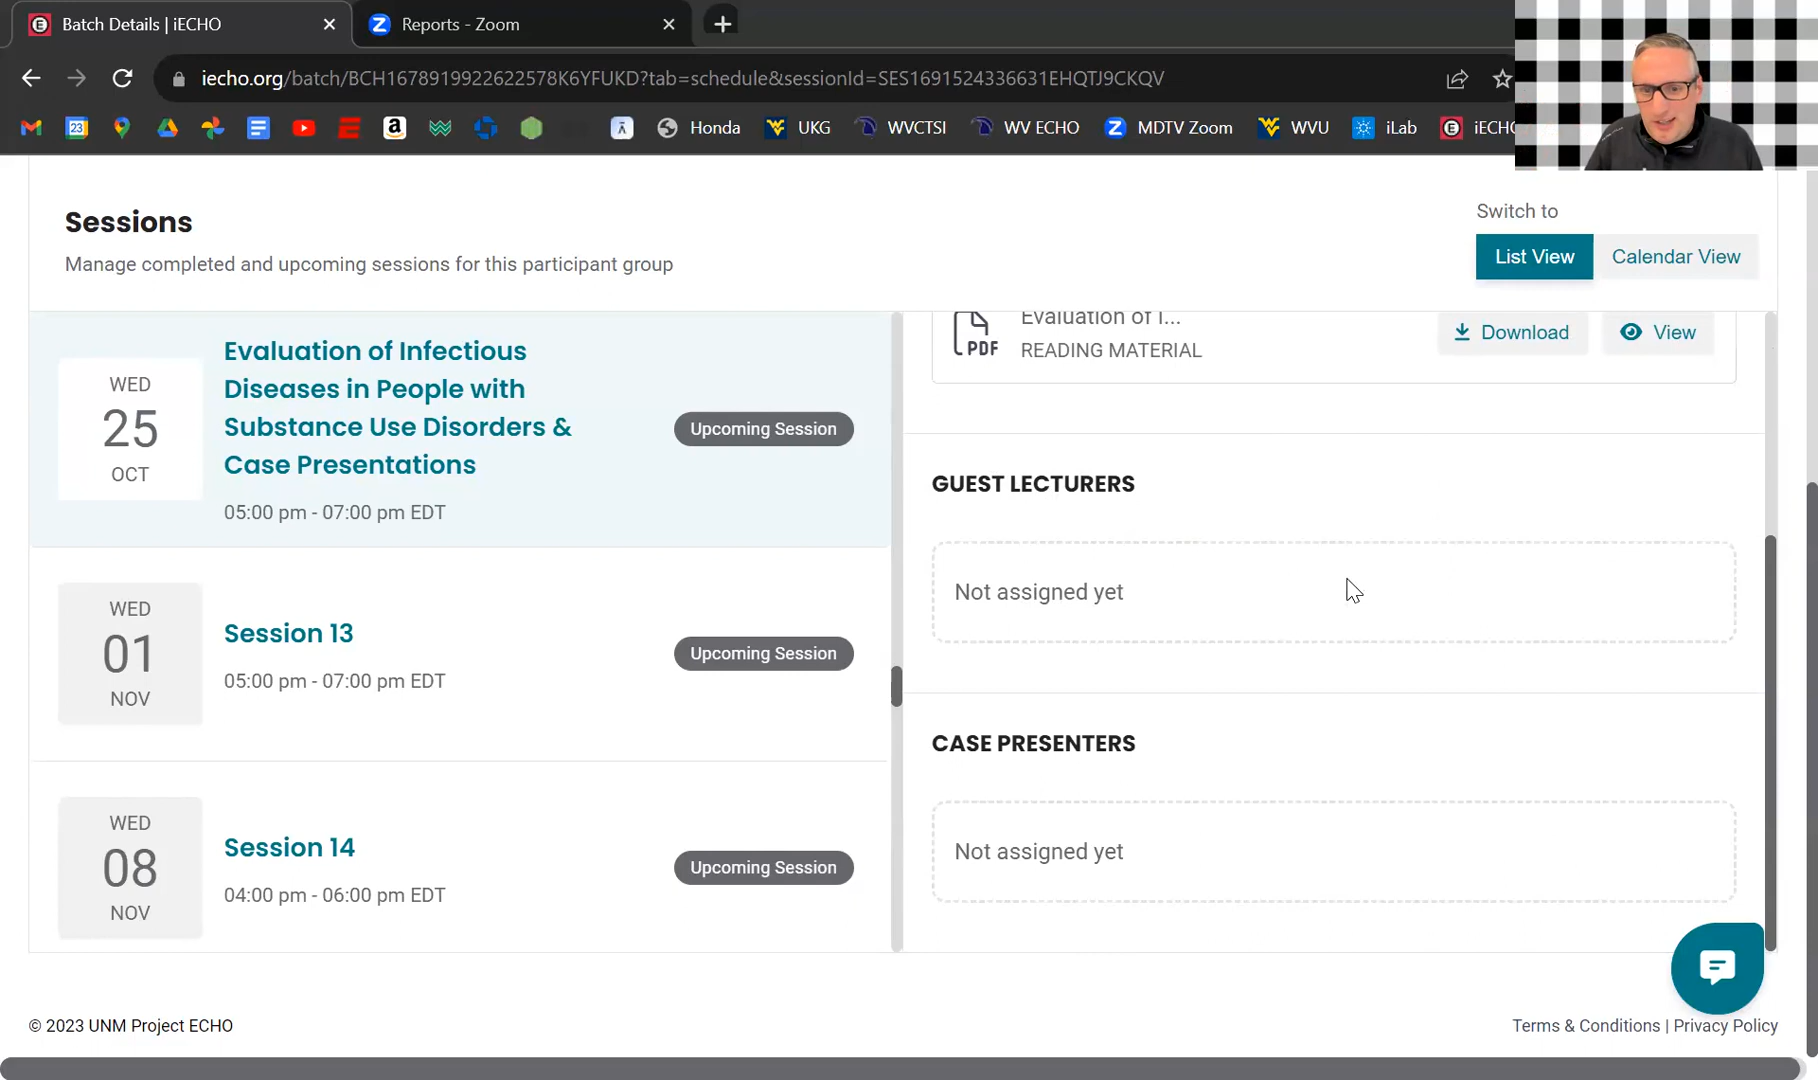 Batch Details | iECHO
Reports - Zoom
iecho.org/batch/BCH1678919922622578K6YFUKD?tab=schedule&sessionId=SES1691524336631EHQTJ9CKQV
23
Honda
UKG
WVCTSI
WV ECHO
MDTV Zoom
WVU
iLab
Sessions
Manage completed and upcoming sessions for this participant group
Switch to
List View
Calendar View
WED
25
OCT
Evaluation of Infectious
Diseases in People with
Substance Use Disorders &
Case Presentations
05:00 pm - 07:00 pm EDT
Upcoming Session
WED
01
NOV
Session 13
05:00 pm - 07:00 pm EDT
Upcoming Session
WED
08
NOV
Session 14
04:00 pm - 06:00 pm EDT
Upcoming Session
PDF
Evaluation of I...
READING MATERIAL
Download
View
GUEST LECTURERS
Not assigned yet
CASE PRESENTERS
Not assigned yet
© 2023 UNM Project ECHO
Terms & Conditions | Privacy Policy